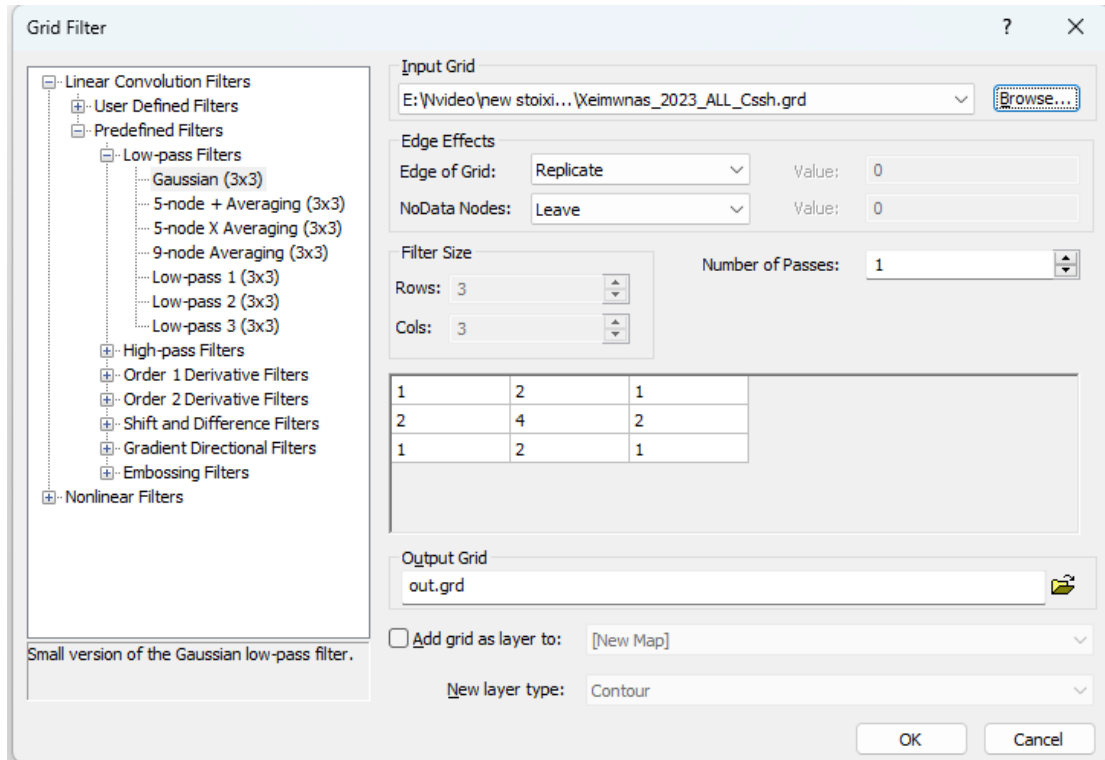 Grid Filter
?
Linear Convolution Filters
User Defined Filters
Predefined Filters
Low-pass Filters
Gaussian (3x3)
5-node + Averaging (3x3)
5-node X Averaging (3x3)
9-node Averaging (3x3)
Low-pass 1 (3x3)
Low-pass 2 (3x3)
Low-pass 3 (3x3)
High-pass Filters
Order 1 Derivative Filters
Order 2 Derivative Filters
Shift and Difference Filters
Gradient Directional Filters
Embossing Filters
Nonlinear Filters
Small version of the Gaussian low-pass filter.
Input Grid
E:\Nvideo\new stoixi...\Xeimwnas_2023_ALL_Cssh.grd
Browse...
Edge Effects
Edge of Grid: Replicate Value: 0
NoData Nodes: Leave Value: 0
Filter Size
Rows: 3
Cols: 3
Number of Passes: 1
1 2 1
2 4 2
1 2 1
Output Grid
out.grd
Add grid as layer to: [New Map]
New layer type: Contour
OK Cancel